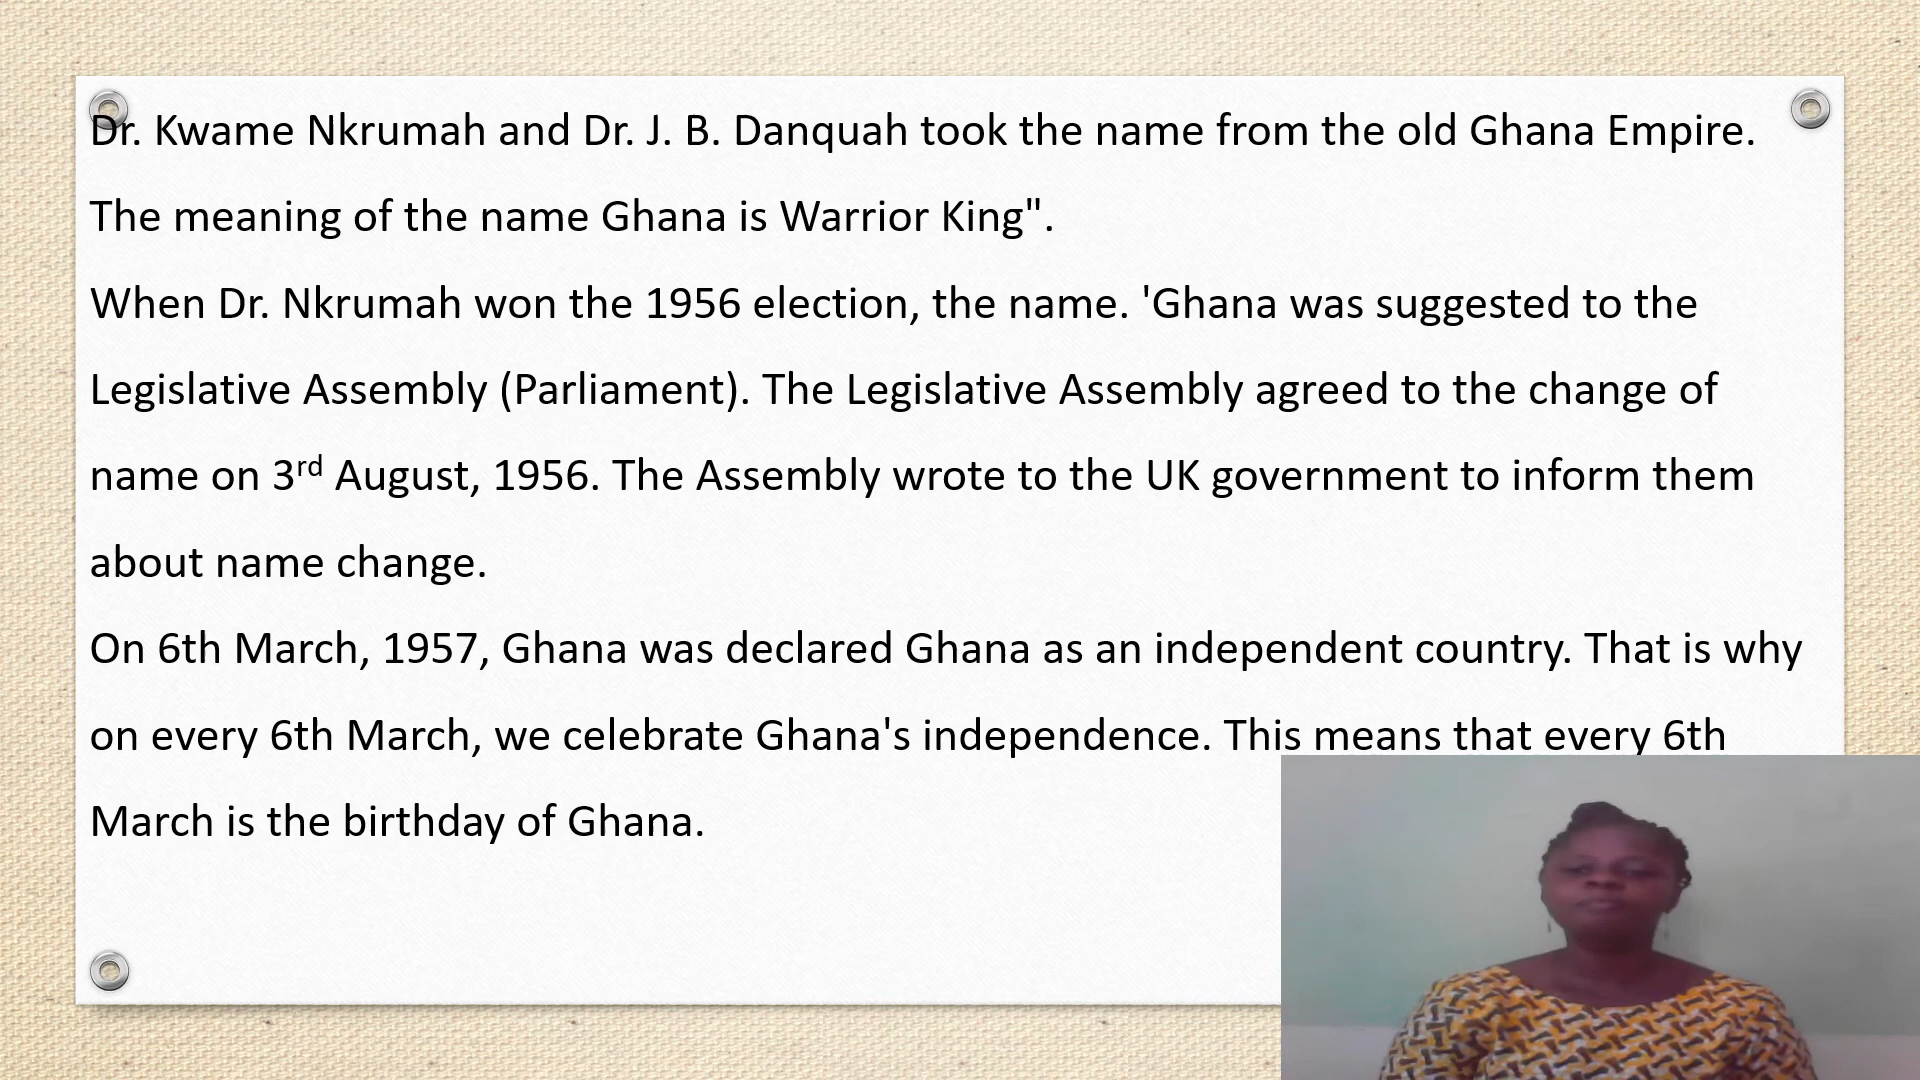 Dr. Kwame Nkrumah and Dr. J. B. Danquah took the name from the old Ghana Empire.
The meaning of the name Ghana is Warrior King".
When Dr. Nkrumah won the 1956 election, the name. 'Ghana was suggested to the
Legislative Assembly (Parliament). The Legislative Assembly agreed to the change of
name on 3rd August, 1956. The Assembly wrote to the UK government to inform them
about name change.
On 6th March, 1957, Ghana was declared Ghana as an independent country. That is why
on every 6th March, we celebrate Ghana's independence. This means that every 6th
March is the birthday of Ghana.